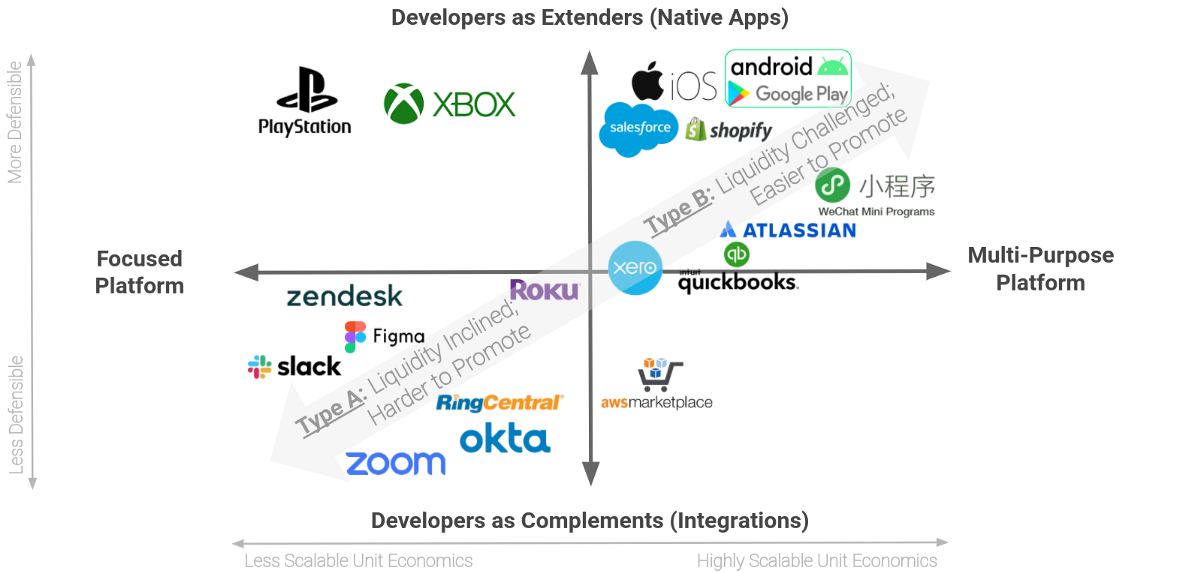 Developers as Extenders (Native Apps)
More Defensible
Less Defensible
PlayStation
XBOX
iOS
android
Google Play
salesforce
shopify
Type B: Liquidity Challenged;
Easier to Promote
小程序
WeChat Mini Programs
ATLASSIAN
Focused
Platform
Multi-Purpose
Platform
xero
qb
intuit
quickbooks.
zendesk
ROKU
Figma
slack
Type A: Liquidity Inclined;
Harder to Promote
RingCentral®
okta
zoom
awsmarketplace
Developers as Complements (Integrations)
Less Scalable Unit Economics
Highly Scalable Unit Economics